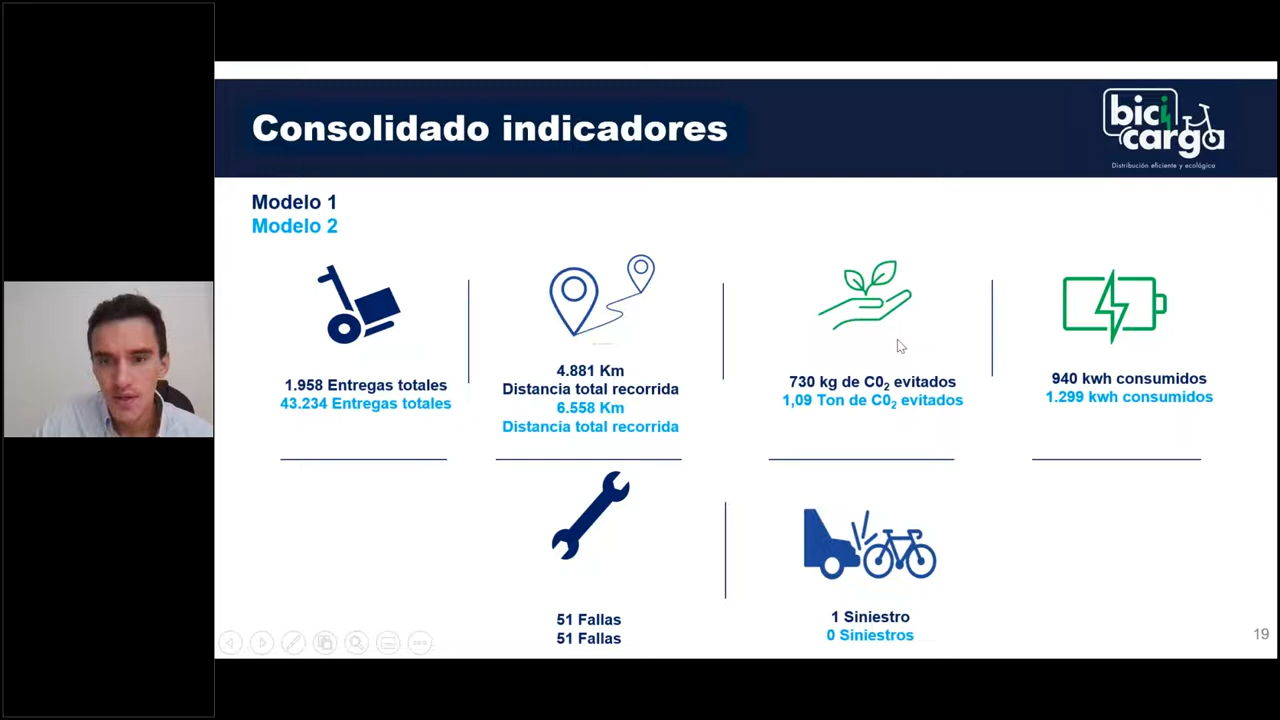 Consolidado indicadores
bici
carga
Distribución eficiente y ecológica
Modelo 1
Modelo 2
1.958 Entregas totales
43.234 Entregas totales
4.881 Km
Distancia total recorrida
6.558 Km
Distancia total recorrida
730 kg de C0₂ evitados
1,09 Ton de C0₂ evitados
940 kwh consumidos
1.299 kwh consumidos
51 Fallas
51 Fallas
1 Siniestro
0 Siniestros
19